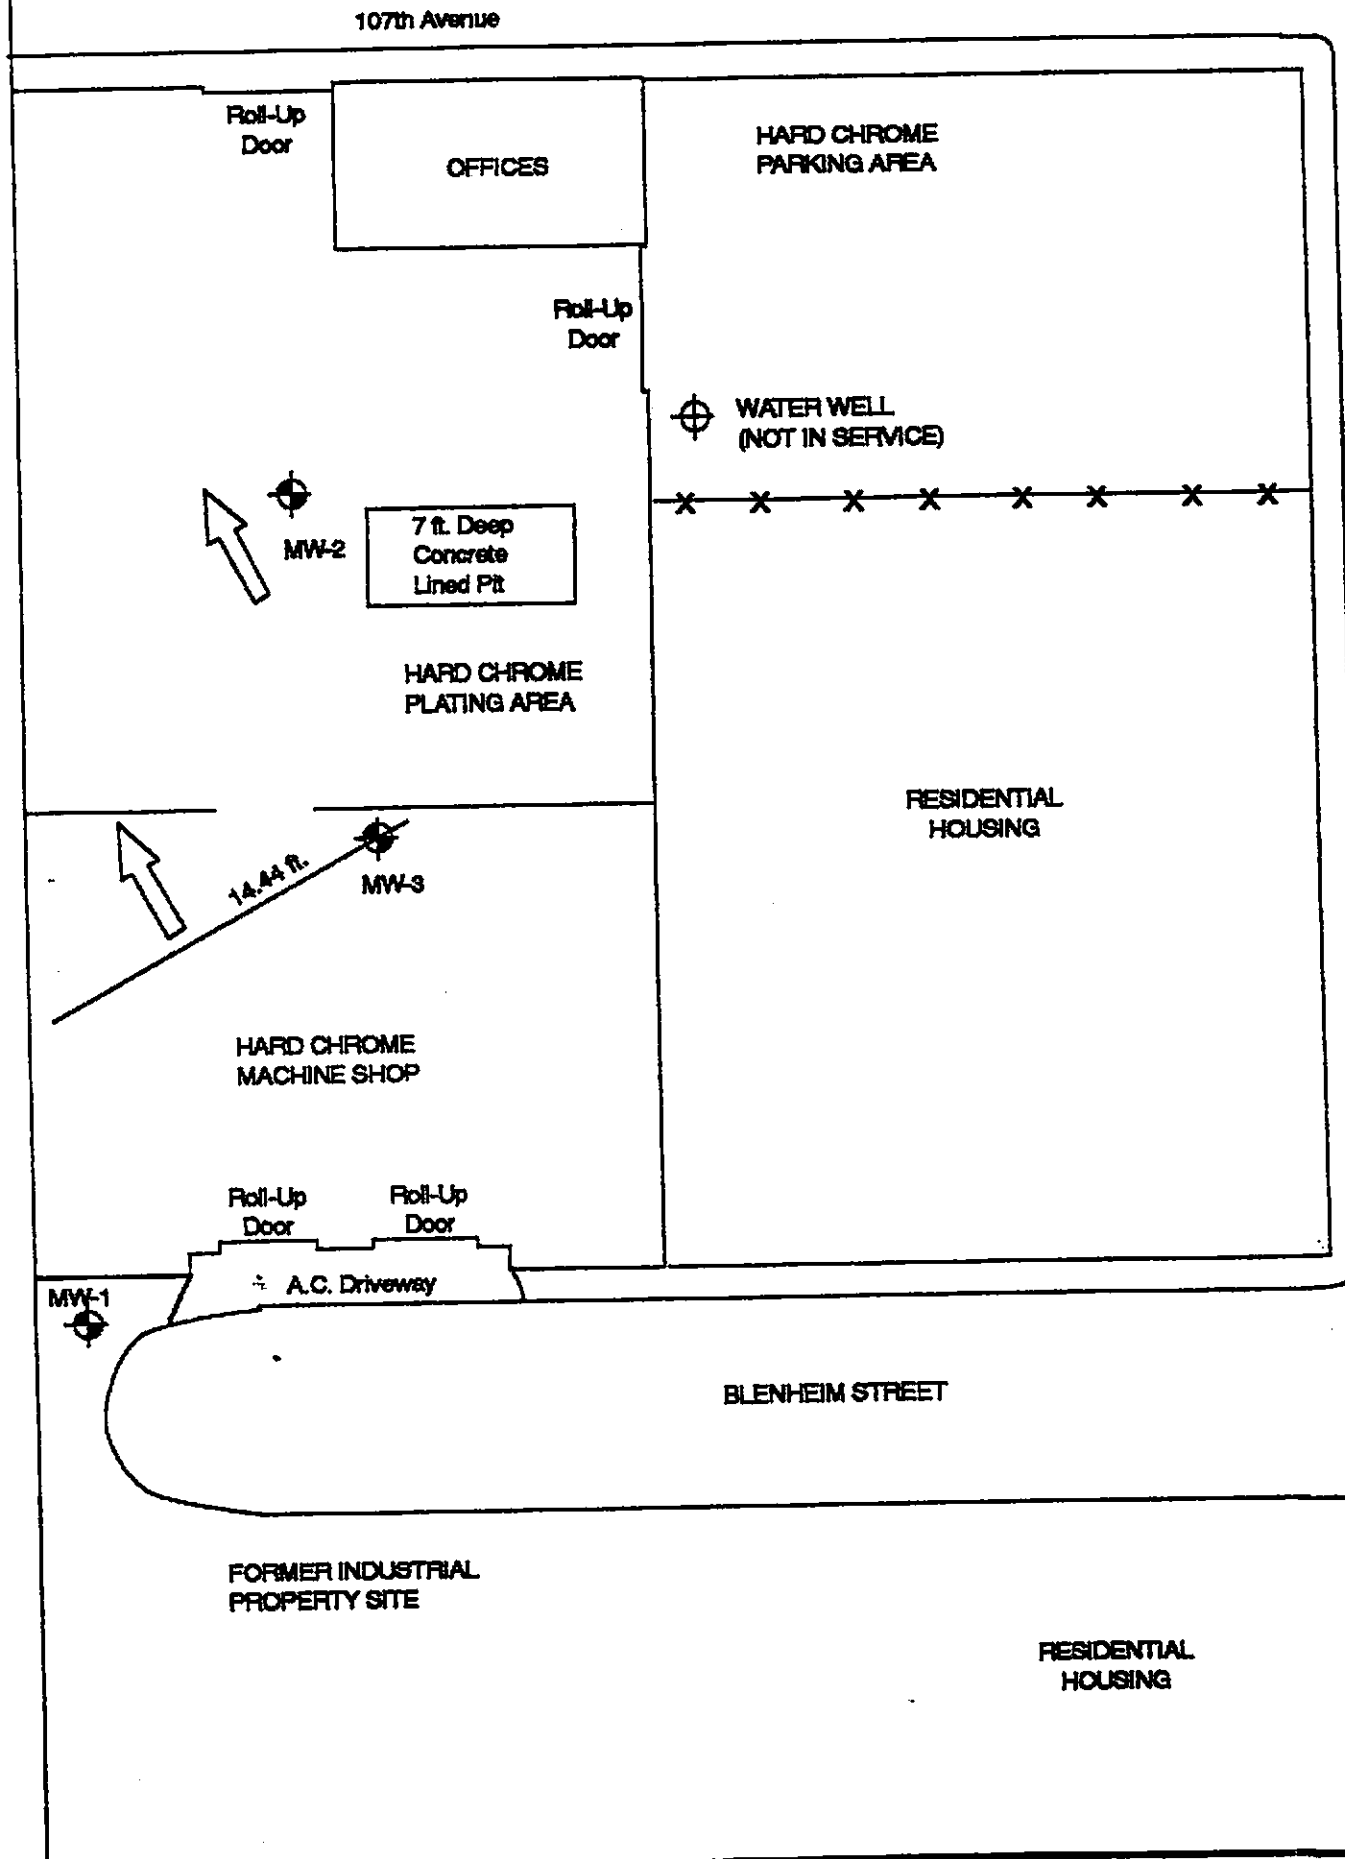 107th Avenue
Roll-Up
Door
OFFICES
HARD CHROME
PARKING AREA
Roll-Up
Door
WATER WELL
(NOT IN SERVICE)
MW-2
7 ft. Deep
Concrete
Lined Pit
HARD CHROME
PLATING AREA
RESIDENTIAL
HOUSING
14.44 ft.
MW-3
HARD CHROME
MACHINE SHOP
Roll-Up
Door
Roll-Up
Door
A.C. Driveway
MW-1
BLENHEIM STREET
FORMER INDUSTRIAL
PROPERTY SITE
RESIDENTIAL
HOUSING